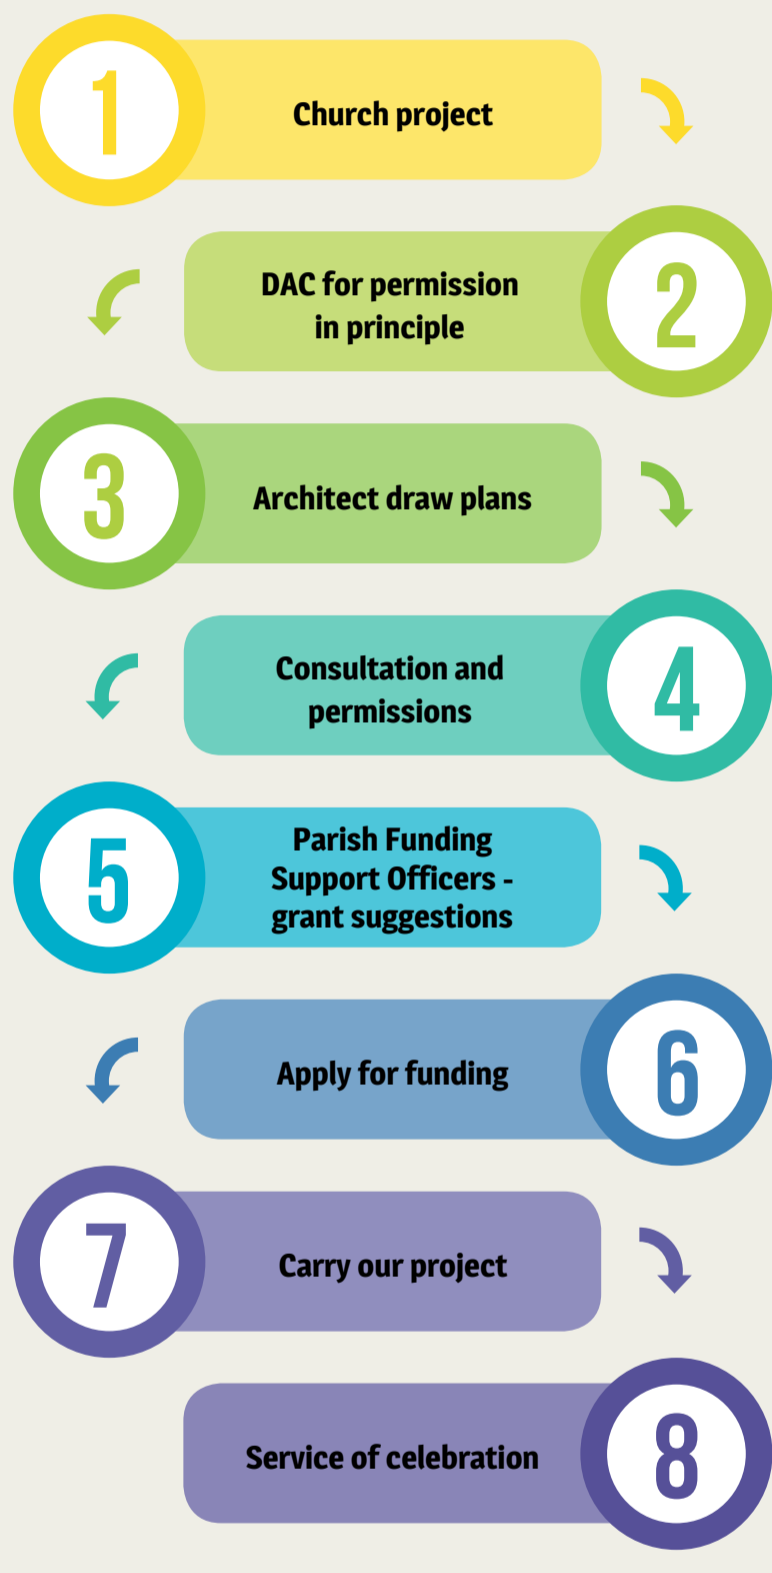 1
Church project
DAC for permission
in principle
2
3
Architect draw plans
Consultation and
permissions
4
5
Parish Funding
Support Officers -
grant suggestions
Apply for funding
6
7
Carry our project
Service of celebration
8